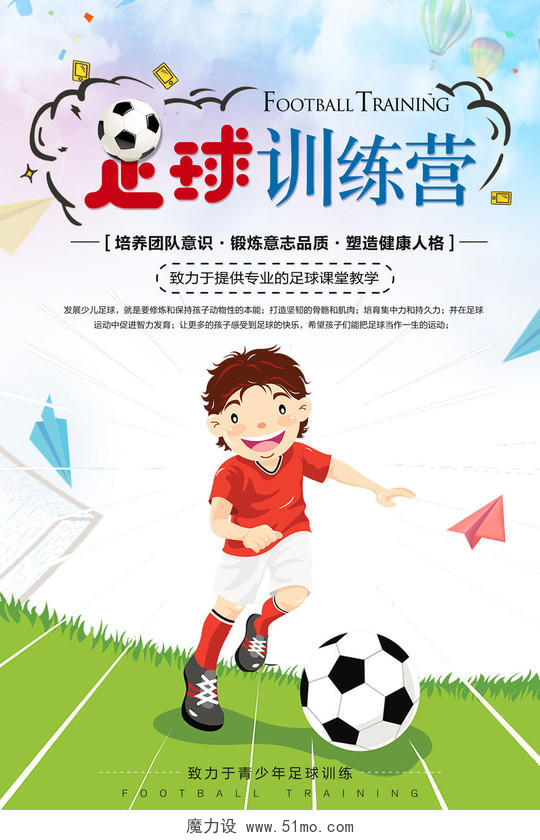 FOOTBALL TRAINING
足球训练营
[ 培养团队意识 · 锻炼意志品质 · 塑造健康人格 ]
致力于提供专业的足球课堂教学
发展少儿足球，就是要修炼和保持孩子动物性的本能；打造坚韧的骨骼和肌肉；培育集中力和持久力；并在足球
运动中促进智力发育；让更多的孩子感受到足球的快乐，希望孩子们能把足球当作一生的运动；
致力于青少年足球训练
FOOTBALL TRAINING
魔力设 www.51mo.com